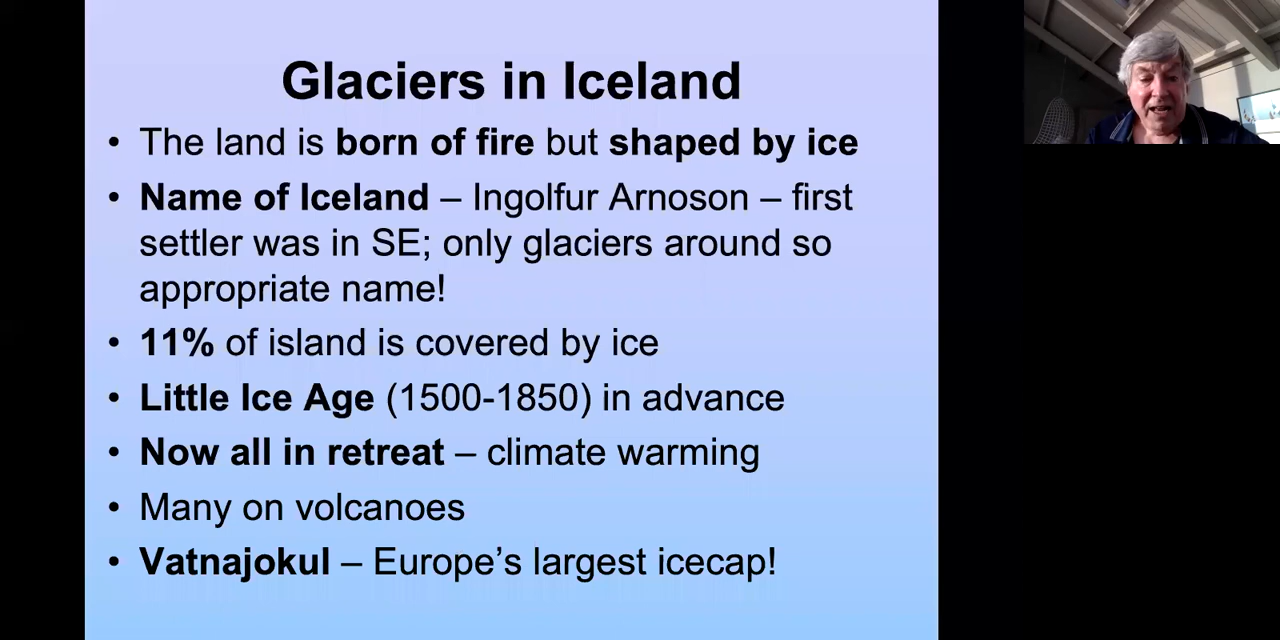 Glaciers in Iceland
• The land is born of fire but shaped by ice
• Name of Iceland – Ingolfur Arnoson – first
settler was in SE; only glaciers around so
appropriate name!
• 11% of island is covered by ice
• Little Ice Age (1500-1850) in advance
• Now all in retreat – climate warming
• Many on volcanoes
• Vatnajokul – Europe's largest icecap!